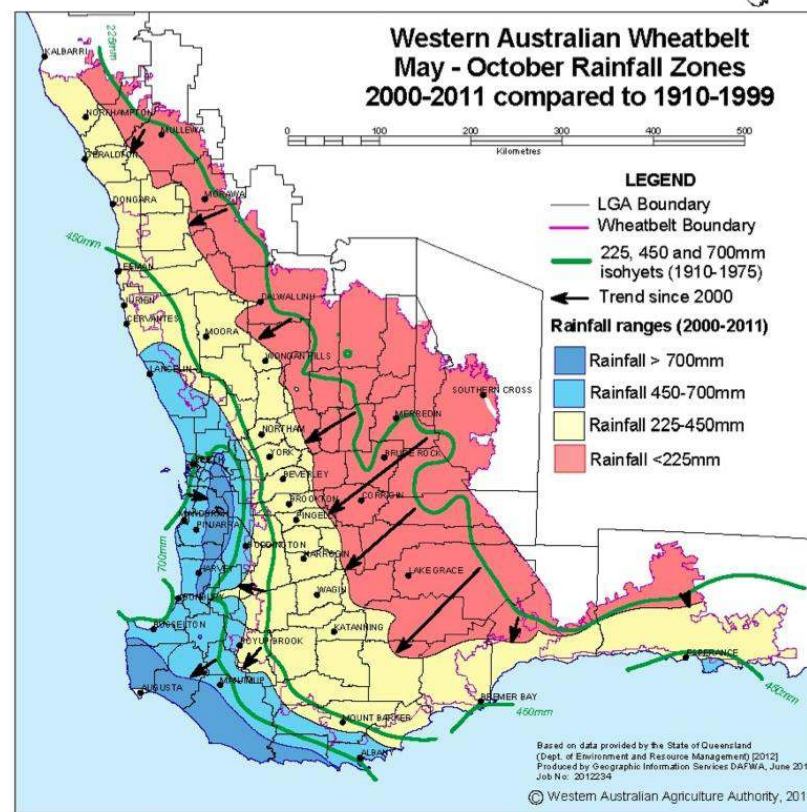 Western Australian Wheatbelt
May - October Rainfall Zones
2000-2011 compared to 1910-1999
0 100 200 300 400 500
Kilometres
LEGEND
LGA Boundary
Wheatbelt Boundary
225, 450 and 700mm
isohyets (1910-1975)
Trend since 2000
Rainfall ranges (2000-2011)
Rainfall > 700mm
Rainfall 450-700mm
Rainfall 225-450mm
Rainfall <225mm
225mm
KALBARRI
NORTHAMPTON
MULLEWA
GERALDTON
MORAWA
DONGARA
450mm
LEEMAN
DALWALLINU
JURIEN
CERVANTES
MOORA
WONGAN HILLS
LANCELIN
SOUTHERN CROSS
MERREDIN
NORTHAM
YORK
BRUCE ROCK
PERTH
BEVERLEY
BROOKTON
CORRIGIN
MANDURAH
PINGELLY
PINJARRA
BODDINGTON
NARROGIN
700mm
HARVEY
LAKE GRACE
WAGIN
BUNBURY
KATANNING
BUSSELTON
BOYUP BROOK
ESPERANCE
450mm
MANJIMUP
AUGUSTA
BREMER BAY
450mm
MOUNT BARKER
ALBANY
Based on data provided by the State of Queensland
(Dept. of Environment and Resource Management) [2012]
Produced by Geographic Information Services DAFWA, June 201
Job No: 2012234
© Western Australian Agriculture Authority, 201